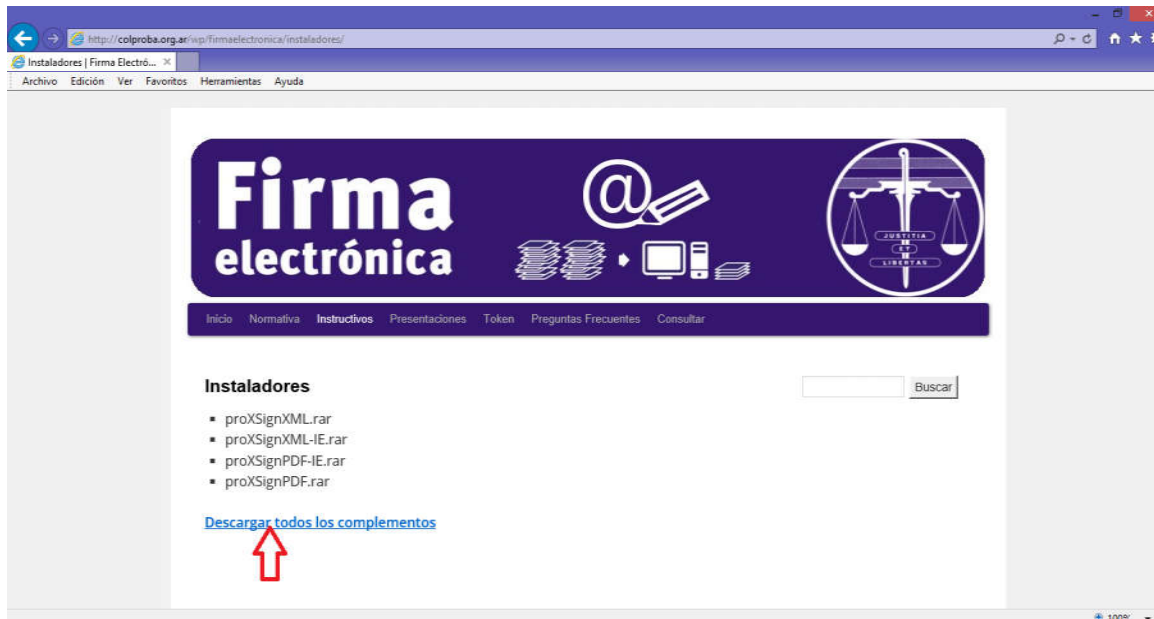 http://colproba.org.ar/wp/firmaelectronica/instaladores/
Instaladores | Firma Electró...
Archivo Edición Ver Favoritos Herramientas Ayuda
Firma
electrónica
@
JUSTITIA
ET
LIBERTAS
Inicio Normativa Instructivos Presentaciones Token Preguntas Frecuentes Consultar
Instaladores
Buscar
proXSignXML.rar
proXSignXML-IE.rar
proXSignPDF-IE.rar
proXSignPDF.rar
Descargar todos los complementos
100%